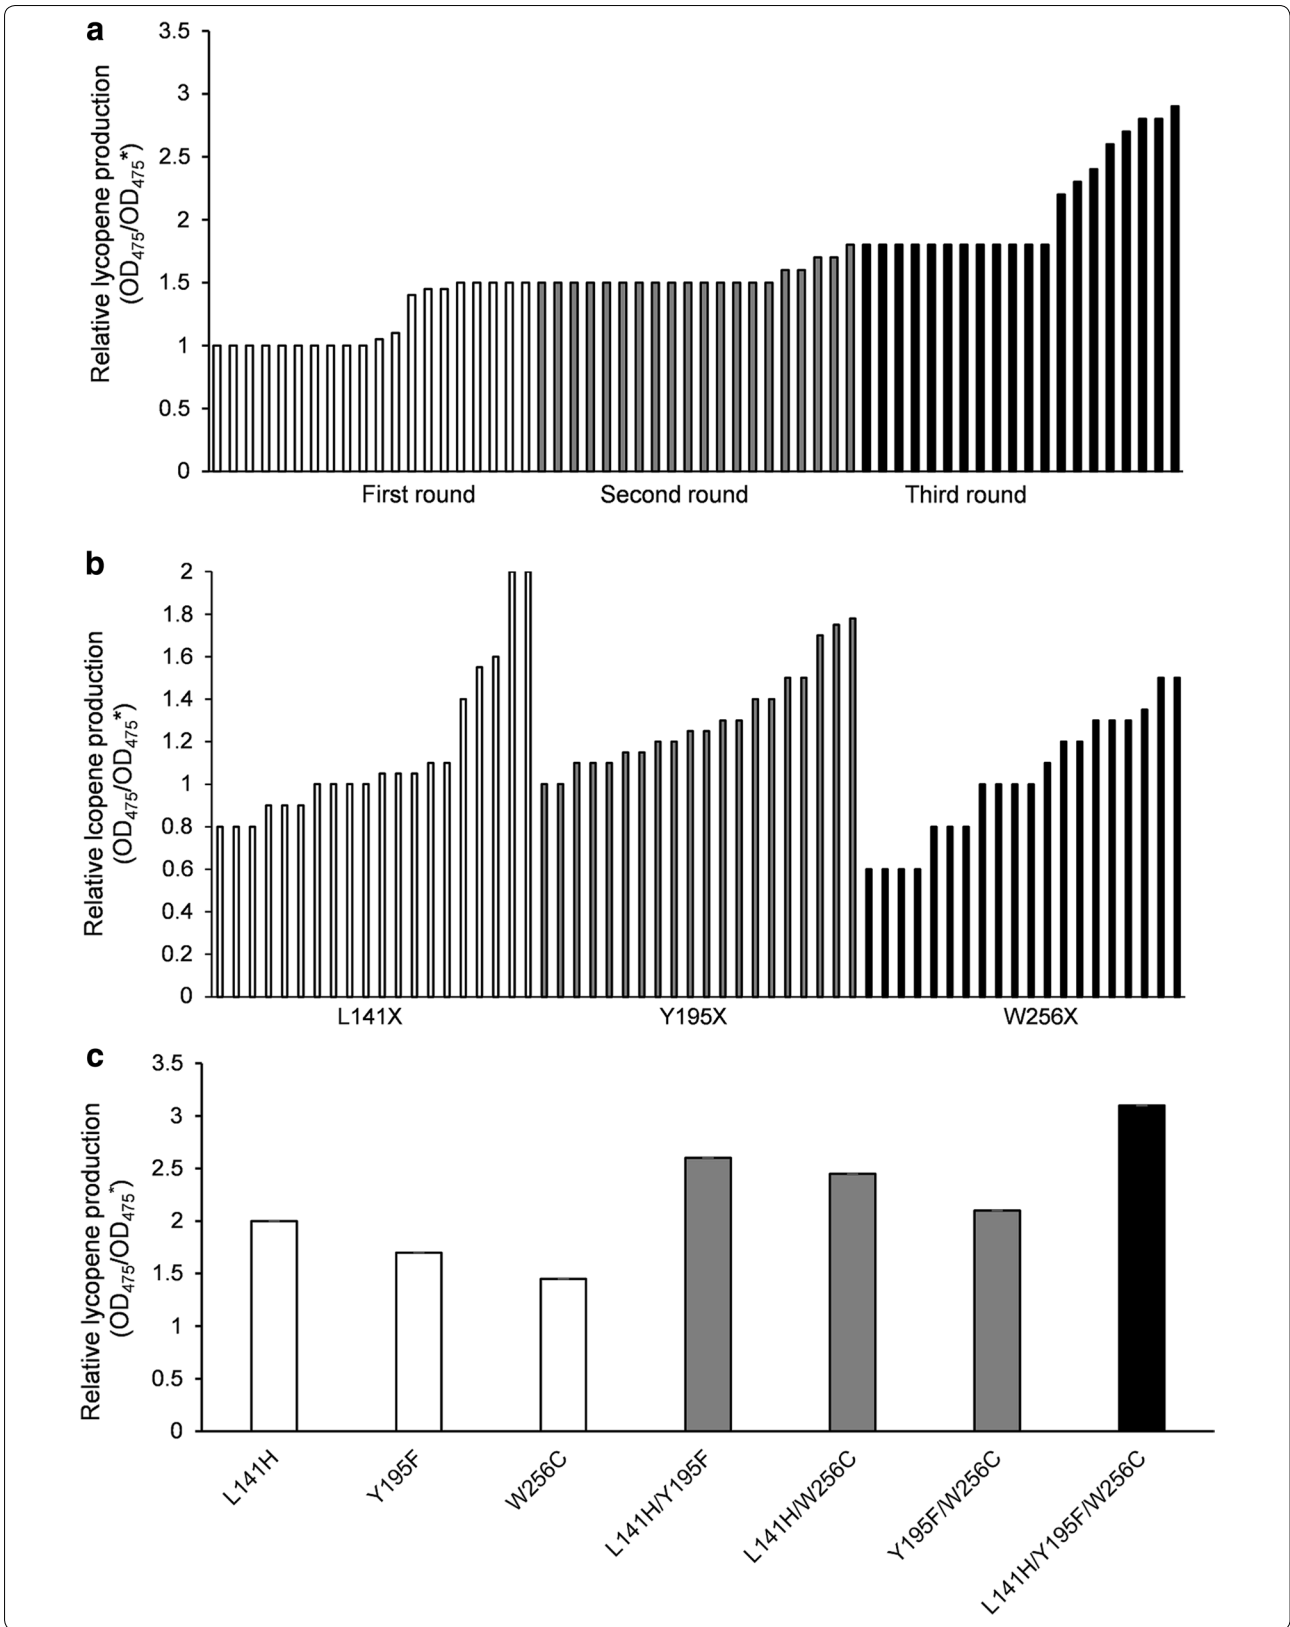 a
Relative lycopene production
(OD475/OD475*)
3.5
3
2.5
2
1.5
1
0.5
0
First round Second round Third round
b
Relative lcopene production
(OD475/OD475*)
2
1.8
1.6
1.4
1.2
1
0.8
0.6
0.4
0.2
0
L141X Y195X W256X
c
Relative lycopene production
(OD475/OD475*)
3.5
3
2.5
2
1.5
1
0.5
0
L141H
Y195F
W256C
L141H/Y195F
L141H/W256C
Y195F/W256C
L141H/Y195F/W256C